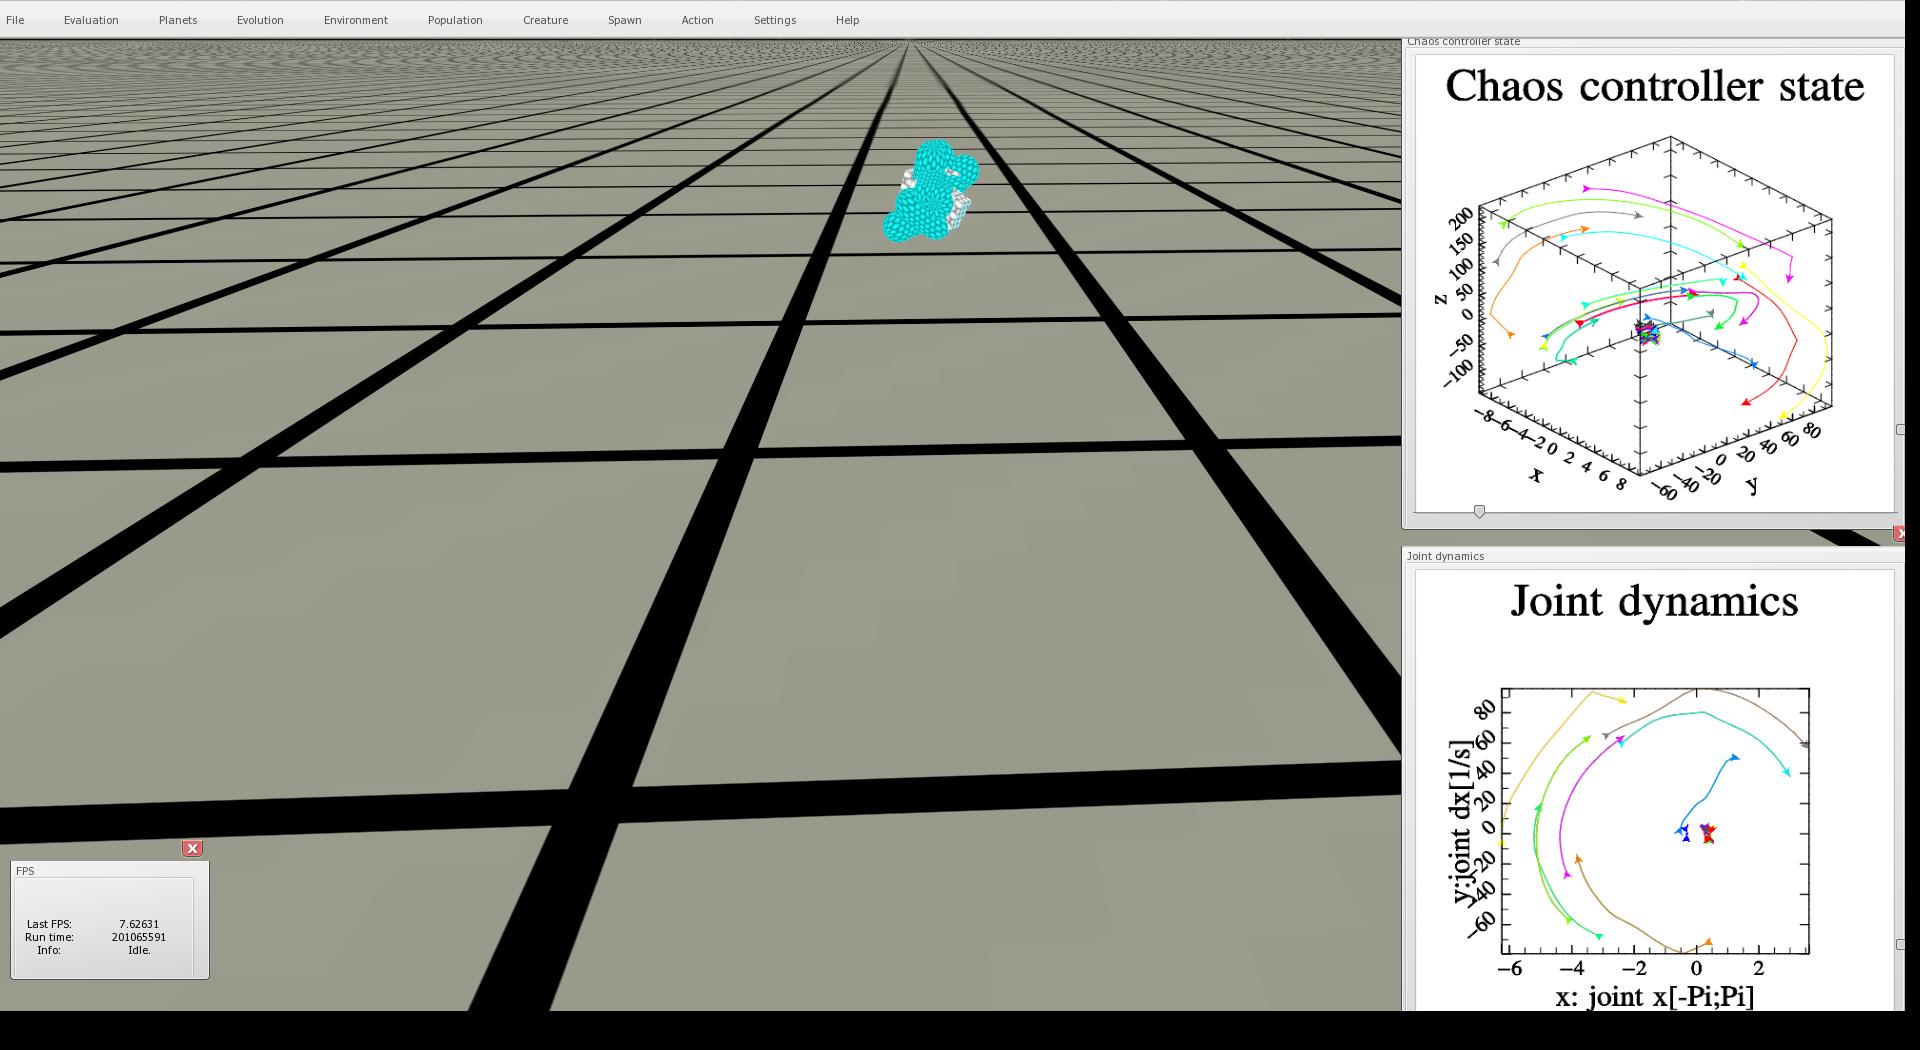 File Evaluation Planets Evolution Environment Population Creature Spawn Action Settings Help
Chaos controller state
Chaos controller state
200
150
100
50
0
−50
−100
z
−8 −6 −4 −2 0 2 4 6 8
x
−60 −40 −20 0 20 40 60 80
y
Joint dynamics
Joint dynamics
80
60
40
20
0
−20
−40
−60
y:joint dx[1/s]
−6 −4 −2 0 2
x: joint x[-Pi;Pi]
FPS
Last FPS: 7.62631
Run time: 201065591
Info: Idle.